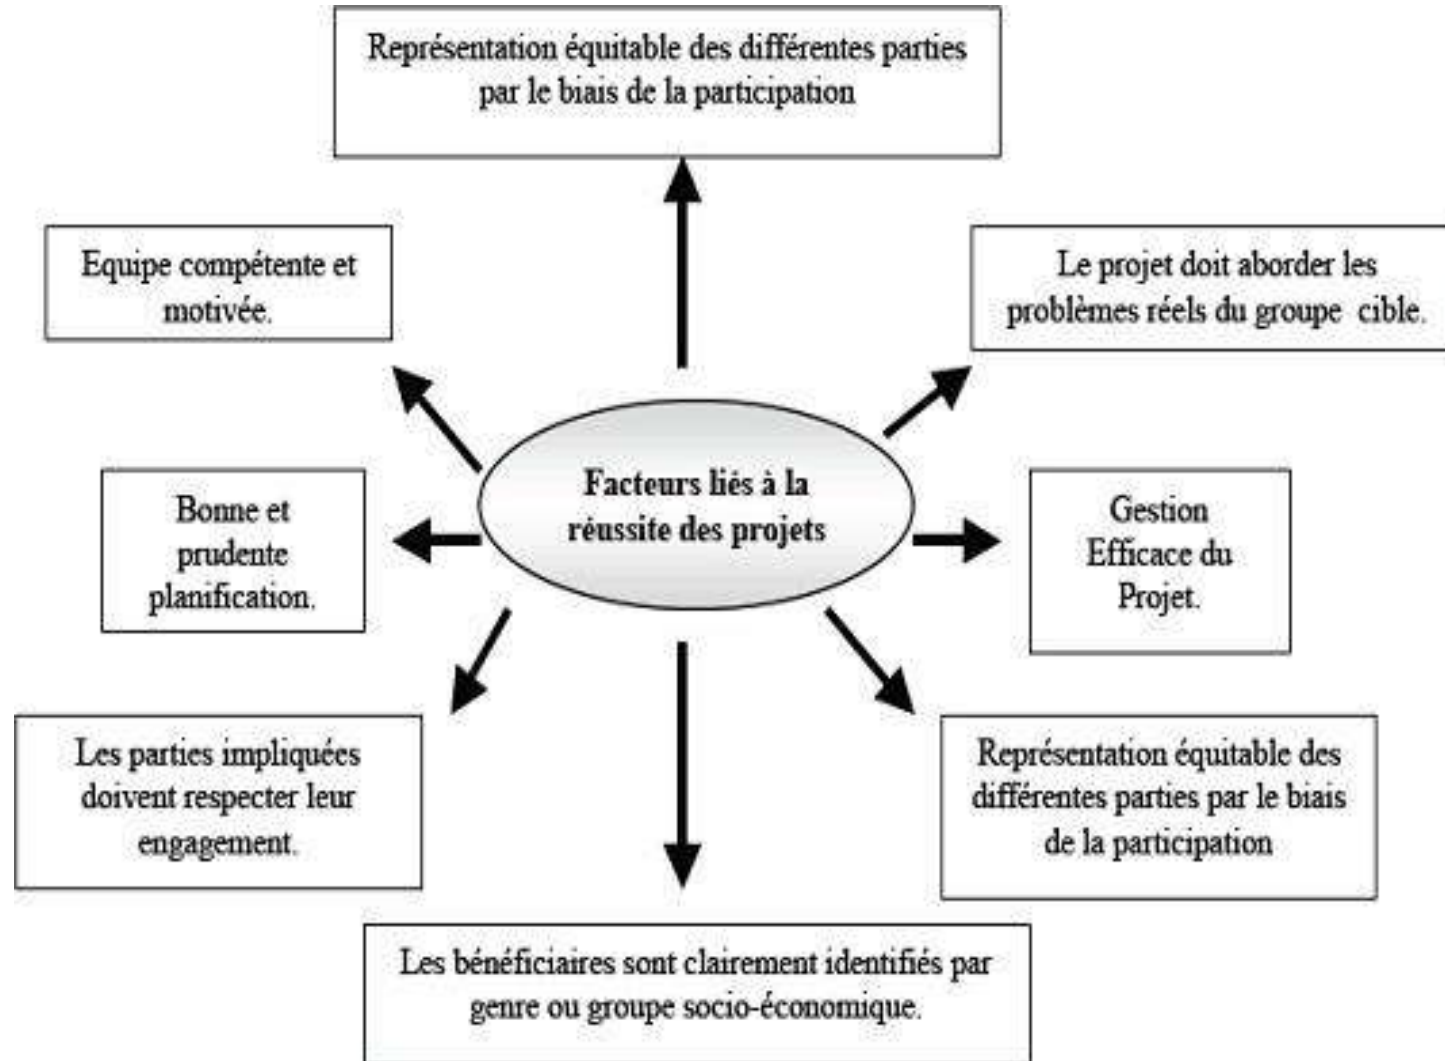 Représentation équitable des différentes parties
par le biais de la participation
Equipe compétente et
motivée.
Le projet doit aborder les
problèmes réels du groupe cible.
Facteurs liés à la
réussite des projets
Bonne et
prudente
planification.
Gestion
Efficace du
Projet.
Les parties impliquées
doivent respecter leur
engagement.
Représentation équitable des
différentes parties par le biais
de la participation
Les bénéficiaires sont clairement identifiés par
genre ou groupe socio-économique.